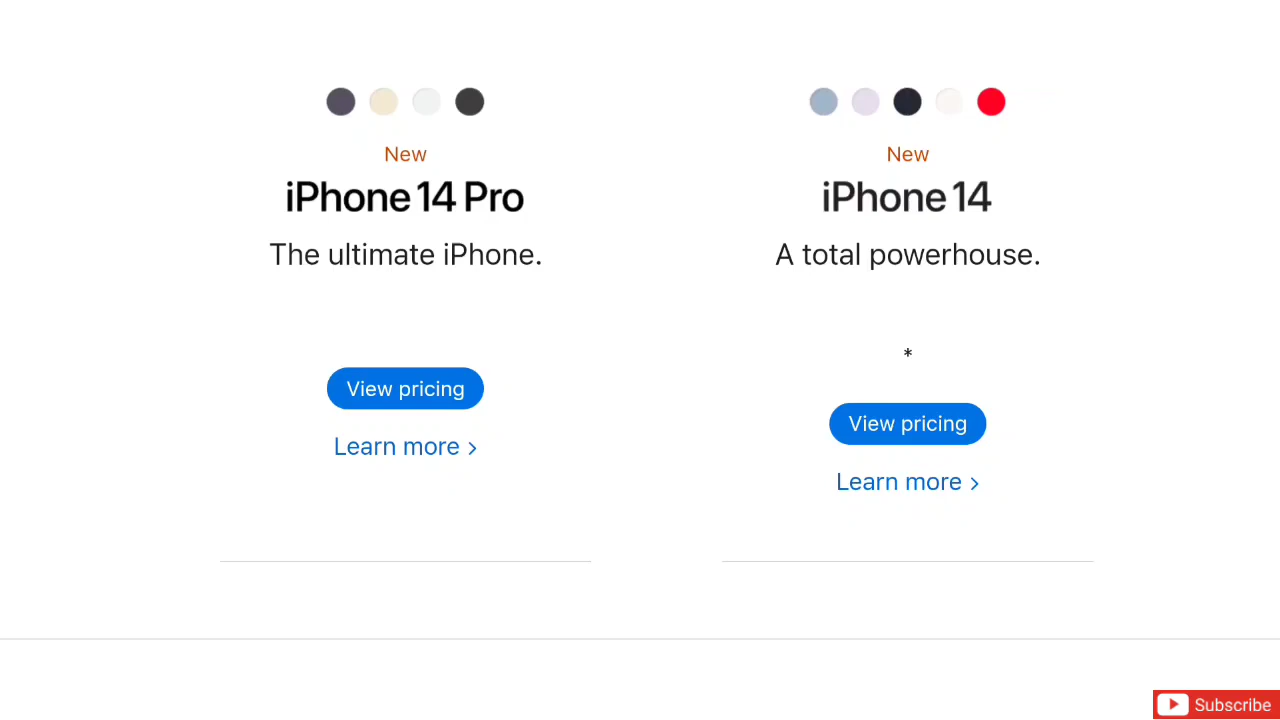 New
iPhone 14 Pro
The ultimate iPhone.
View pricing
Learn more >
New
iPhone 14
A total powerhouse.
*
View pricing
Learn more >
Subscribe